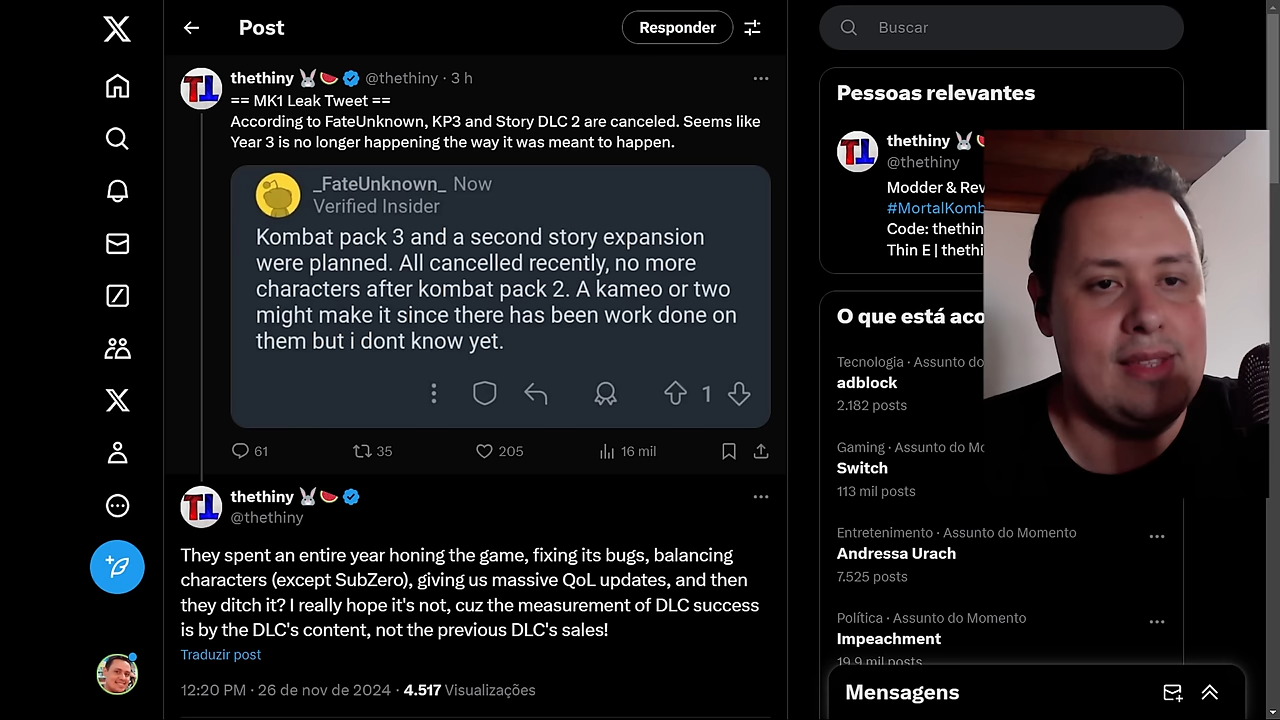 Post
Responder
Buscar
thethiny @thethiny · 3 h
== MK1 Leak Tweet ==
According to FateUnknown, KP3 and Story DLC 2 are canceled. Seems like
Year 3 is no longer happening the way it was meant to happen.
_FateUnknown_ Now
Verified Insider
Kombat pack 3 and a second story expansion
were planned. All cancelled recently, no more
characters after kombat pack 2. A kameo or two
might make it since there has been work done on
them but i dont know yet.
1
61 35 205 16 mil
thethiny
@thethiny
They spent an entire year honing the game, fixing its bugs, balancing
characters (except SubZero), giving us massive QoL updates, and then
they ditch it? I really hope it's not, cuz the measurement of DLC success
is by the DLC's content, not the previous DLC's sales!
Traduzir post
12:20 PM · 26 de nov de 2024 · 4.517 Visualizações
Pessoas relevantes
thethiny
@thethiny
Modder & Rev
#MortalKomb
Code: thethin
Thin E | thethi
O que está aco
Tecnologia · Assunto do
adblock
2.182 posts
Gaming · Assunto do Mo
Switch
113 mil posts
Entretenimento · Assunto do Momento
Andressa Urach
7.525 posts
Política · Assunto do Momento
Impeachment
19.9 mil posts
Mensagens